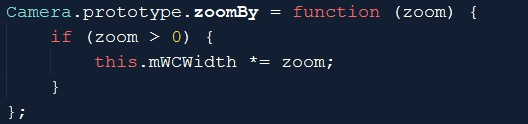 Camera.prototype.zoomBy = function (zoom) {
    if (zoom > 0) {
        this.mWCWidth *= zoom;
    }
};